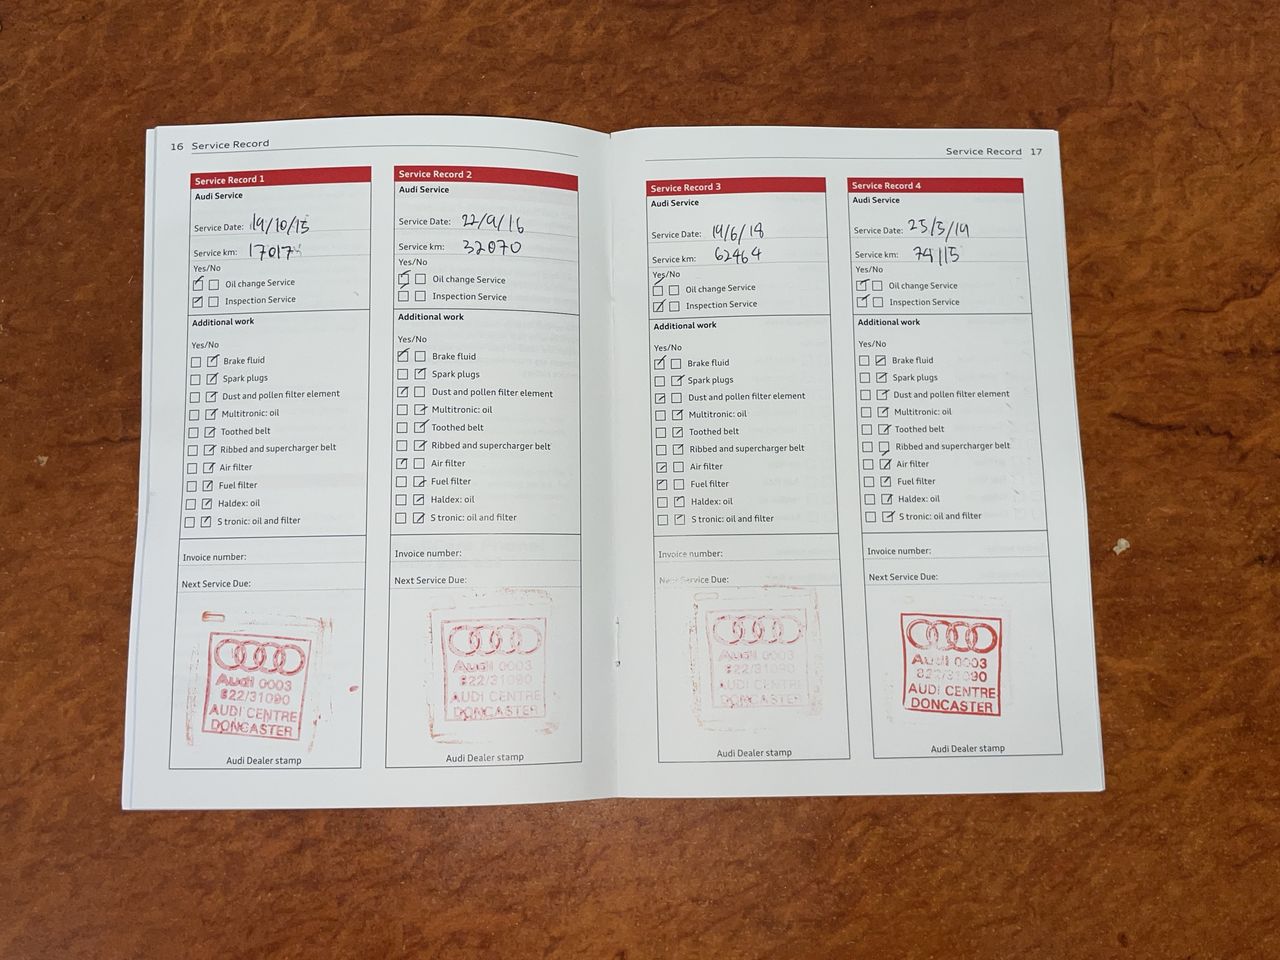 16 Service Record
Service Record 1
Audi Service
Service Date: 19/10/15
Service km:
Yes/No
Oil change Service
Inspection Service
Additional work
Yes/No
Brake fluid
Spark plugs
Dust and pollen filter element
Multitronic: oil
Toothed belt
Ribbed and supercharger belt
Air filter
Fuel filter
Haldex: oil
S tronic: oil and filter
Invoice number:
Next Service Due:
Audi 0003
822/31090
AUDI CENTRE
DONCASTER
Audi Dealer stamp
Service Record 2
Audi Service
Service Date: 22/9/16
Service km: 32070
Yes/No
Oil change Service
Inspection Service
Additional work
Yes/No
Brake fluid
Spark plugs
Dust and pollen filter element
Multitronic: oil
Toothed belt
Ribbed and supercharger belt
Air filter
Fuel filter
Haldex: oil
S tronic: oil and filter
Invoice number:
Next Service Due:
Audi 0003
822/31090
AUDI CENTRE
DONCASTER
Audi Dealer stamp
Service Record 17
Service Record 3
Audi Service
Service Date: 19/6/18
Service km: 62464
Yes/No
Oil change Service
Inspection Service
Additional work
Yes/No
Brake fluid
Spark plugs
Dust and pollen filter element
Multitronic: oil
Toothed belt
Ribbed and supercharger belt
Air filter
Fuel filter
Haldex: oil
S tronic: oil and filter
Invoice number:
Next Service Due:
Audi 0003
822/31090
AUDI CENTRE
DONCASTER
Audi Dealer stamp
Service Record 4
Audi Service
Service Date: 25/5/19
Service km: 74115
Yes/No
Oil change Service
Inspection Service
Additional work
Yes/No
Brake fluid
Spark plugs
Dust and pollen filter element
Multitronic: oil
Toothed belt
Ribbed and supercharger belt
Air filter
Fuel filter
Haldex: oil
S tronic: oil and filter
Invoice number:
Next Service Due:
Audi 0003
822/31090
AUDI CENTRE
DONCASTER
Audi Dealer stamp